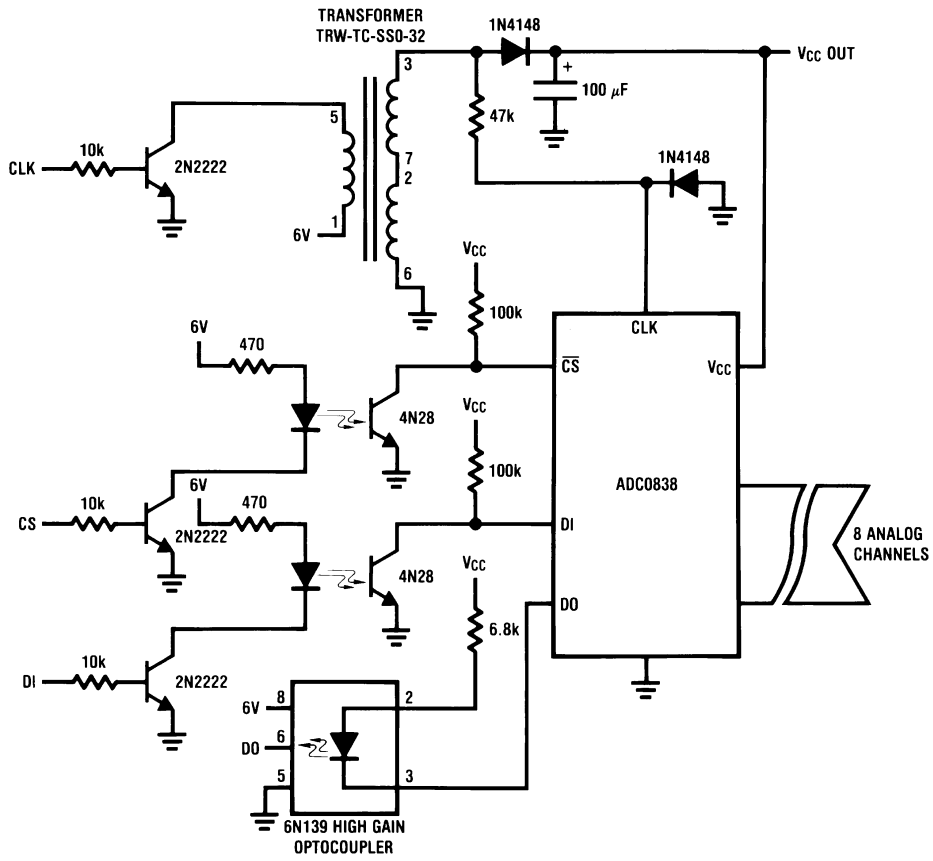 TRANSFORMER
TRW-TC-SSO-32
1N4148
3
VCC OUT
+
100 μF
5
47k
10k
CLK
2N2222
7
2
1N4148
1
6V
6
VCC
100k
CLK
6V
470
CS
VCC
4N28
VCC
100k
ADC0838
6V
470
10k
CS
2N2222
DI
8 ANALOG
CHANNELS
4N28
VCC
DO
6.8k
10k
DI
2N2222
6V
8
2
DO
6
5
3
6N139 HIGH GAIN
OPTOCOUPLER